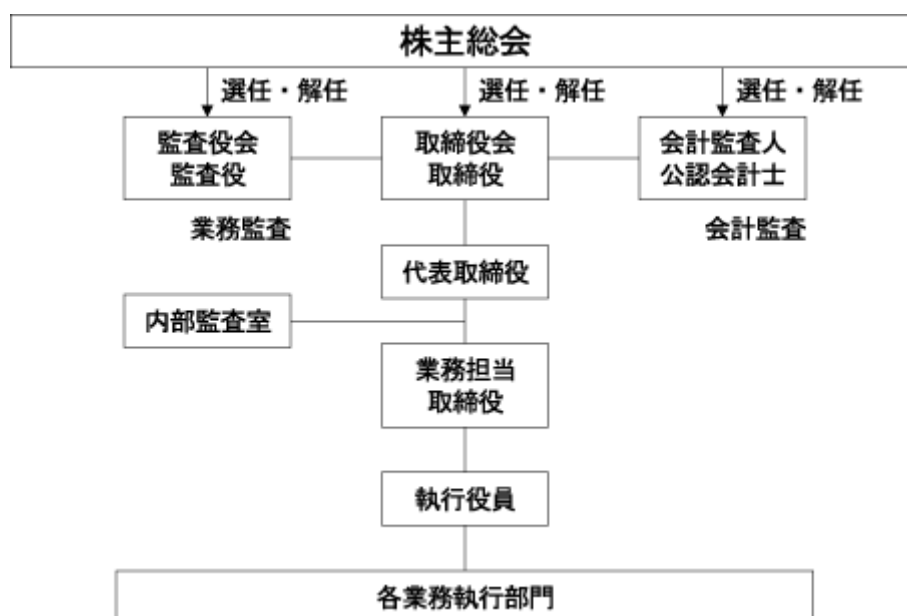 株主総会
選任・解任
選任・解任
選任・解任
監査役会
監査役
取締役会
取締役
会計監査人
公認会計士
業務監査
会計監査
代表取締役
内部監査室
業務担当
取締役
執行役員
各業務執行部門